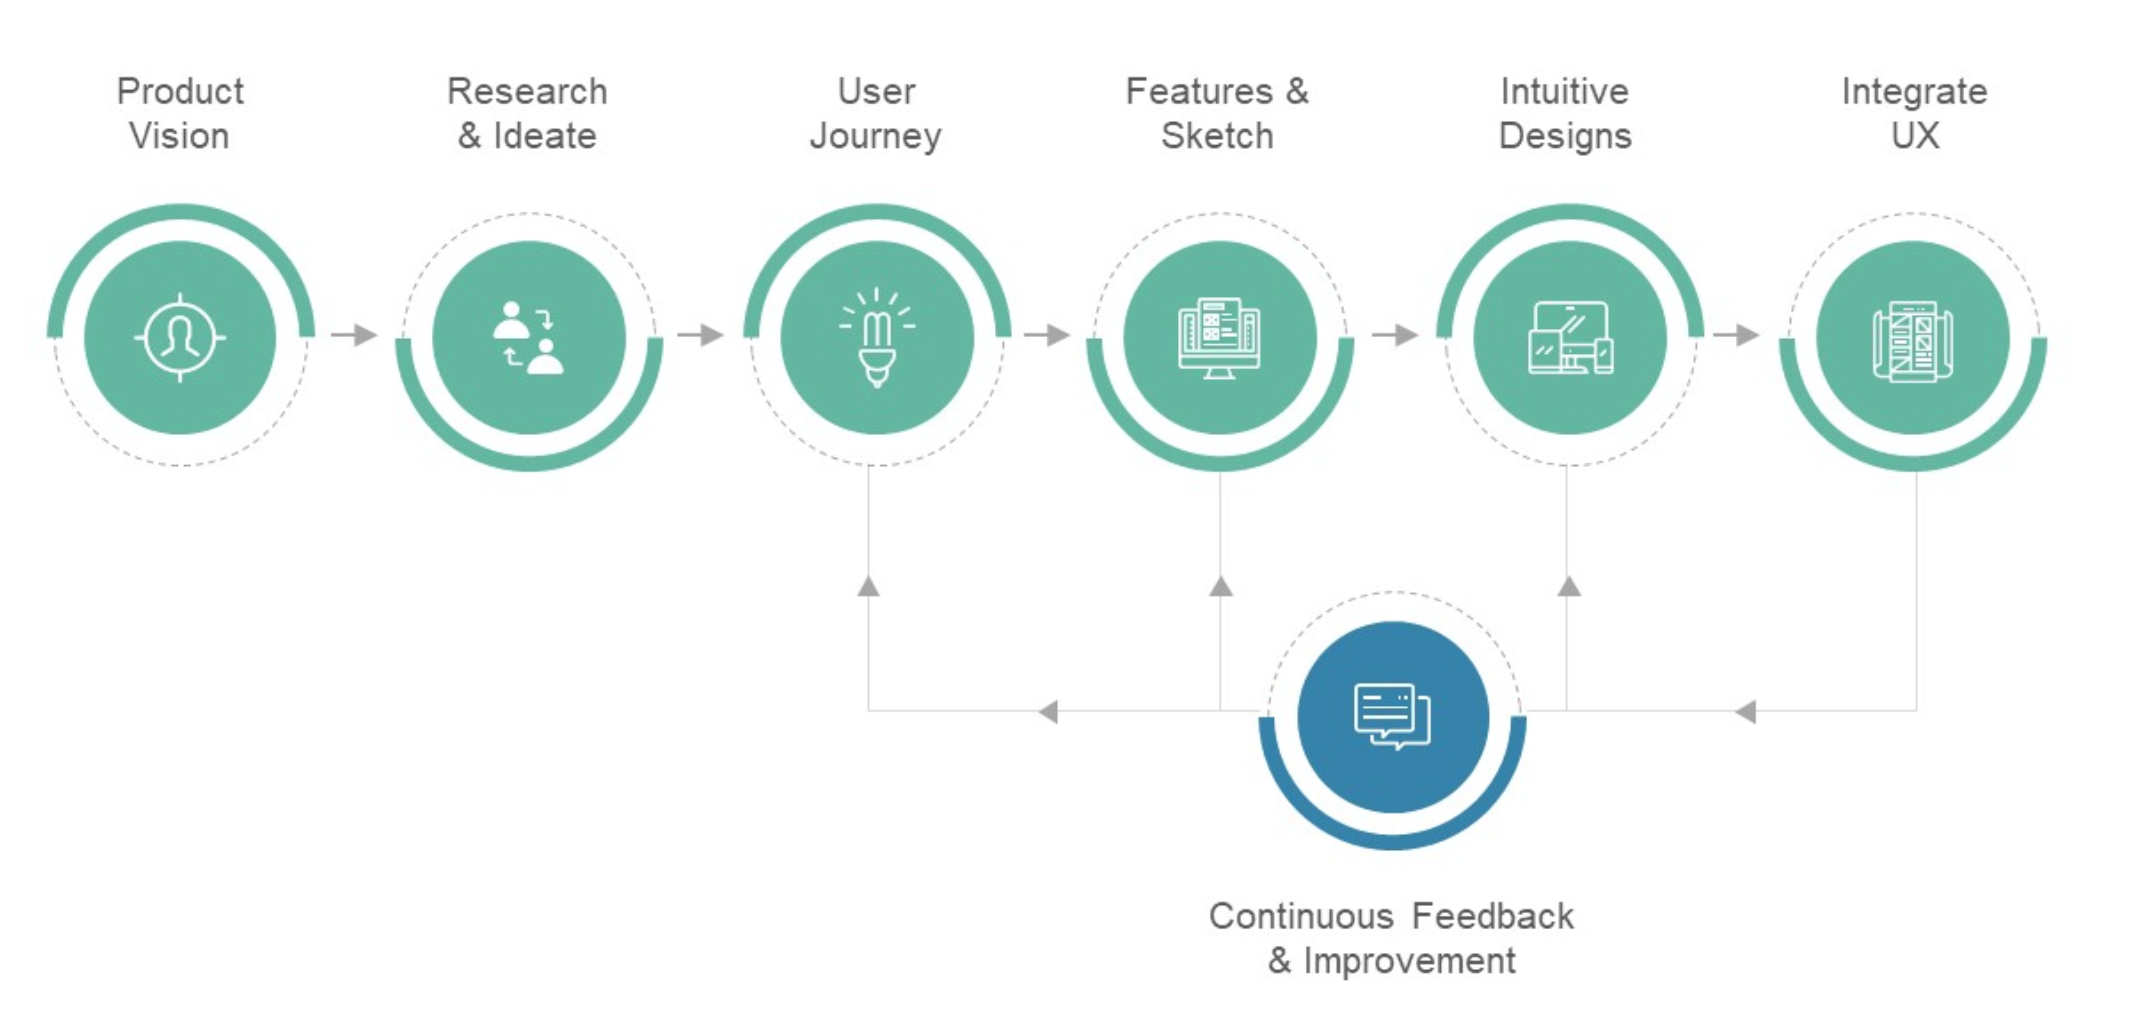 Product
Vision
Research
& Ideate
User
Journey
Features &
Sketch
Intuitive
Designs
Integrate
UX
Continuous Feedback
& Improvement